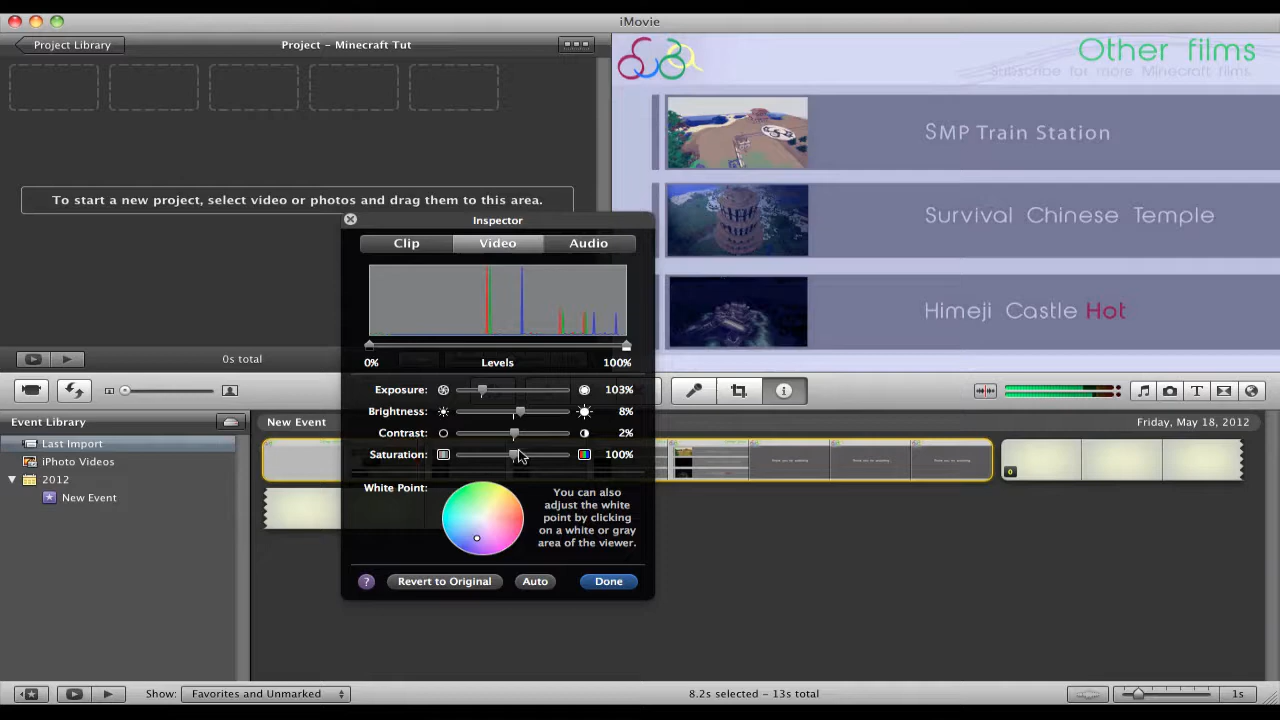 iMovie
Project Library
Project – Minecraft Tut
Other films
Subscribe for more Minecraft films.
SMP Train Station
Survival Chinese Temple
Himeji Castle Hot
To start a new project, select video or photos and drag them to this area.
0s total
Inspector
Clip
Video
Audio
0%
Levels
100%
Exposure:
103%
Brightness:
8%
Contrast:
2%
Saturation:
100%
White Point:
You can also
adjust the white
point by clicking
on a white or gray
area of the viewer.
?
Revert to Original
Auto
Done
Event Library
New Event
Friday, May 18, 2012
Last Import
iPhoto Videos
2012
New Event
0
Show:
Favorites and Unmarked
8.2s selected – 13s total
1s